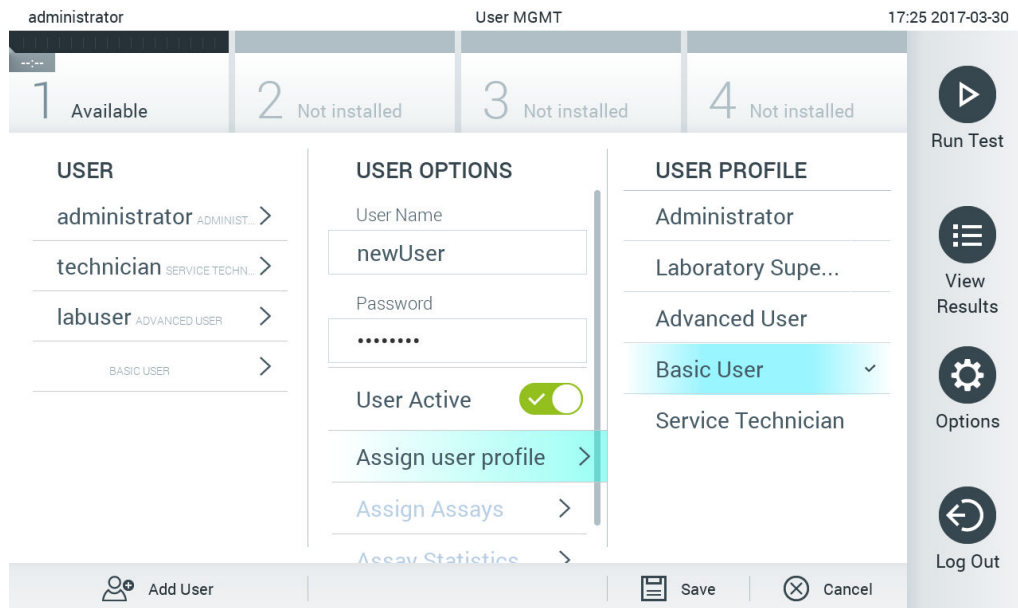 administrator
User MGMT
17:25 2017-03-30
--:--
1 Available
2 Not installed
3 Not installed
4 Not installed
USER
administrator ADMINIST...
technician SERVICE TECHN...
labuser ADVANCED USER
BASIC USER
USER OPTIONS
User Name
newUser
Password
••••••••
User Active
Assign user profile
Assign Assays
Assay Statistics
USER PROFILE
Administrator
Laboratory Supe...
Advanced User
Basic User
Service Technician
Run Test
View
Results
Options
Log Out
Add User
Save
Cancel